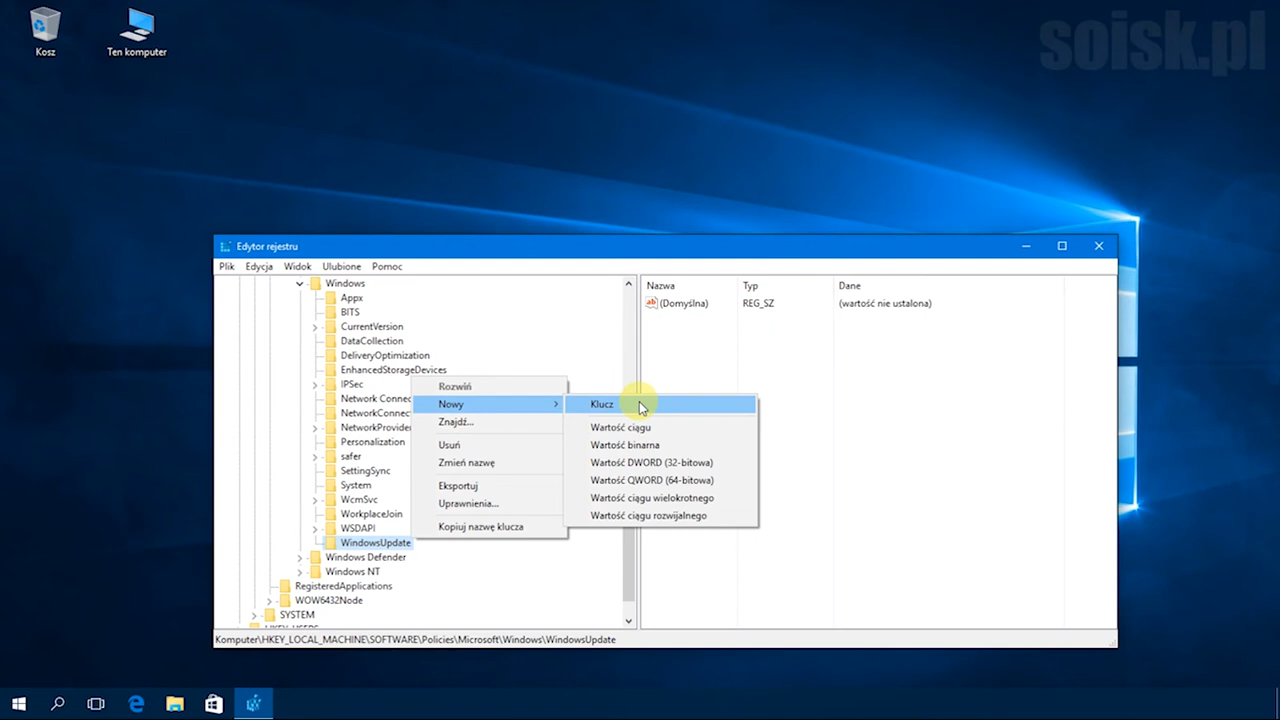 soisk.pl
Kosz
Ten komputer
Edytor rejestru
Plik Edycja Widok Ulubione Pomoc
Windows
Appx
BITS
CurrentVersion
DataCollection
DeliveryOptimization
EnhancedStorageDevices
IPSec
Network Connec
NetworkConnec
NetworkProvider
Personalization
safer
SettingSync
System
WcmSvc
WorkplaceJoin
WSDAPI
WindowsUpdate
Windows Defender
Windows NT
RegisteredApplications
WOW6432Node
SYSTEM
Nazwa Typ Dane
ab (Domyślna) REG_SZ (wartość nie ustalona)
Rozwiń
Nowy
Znajdź...
Usuń
Zmień nazwę
Eksportuj
Uprawnienia...
Kopiuj nazwę klucza
Klucz
Wartość ciągu
Wartość binarna
Wartość DWORD (32-bitowa)
Wartość QWORD (64-bitowa)
Wartość ciągu wielokrotnego
Wartość ciągu rozwijalnego
Komputer\HKEY_LOCAL_MACHINE\SOFTWARE\Policies\Microsoft\Windows\WindowsUpdate